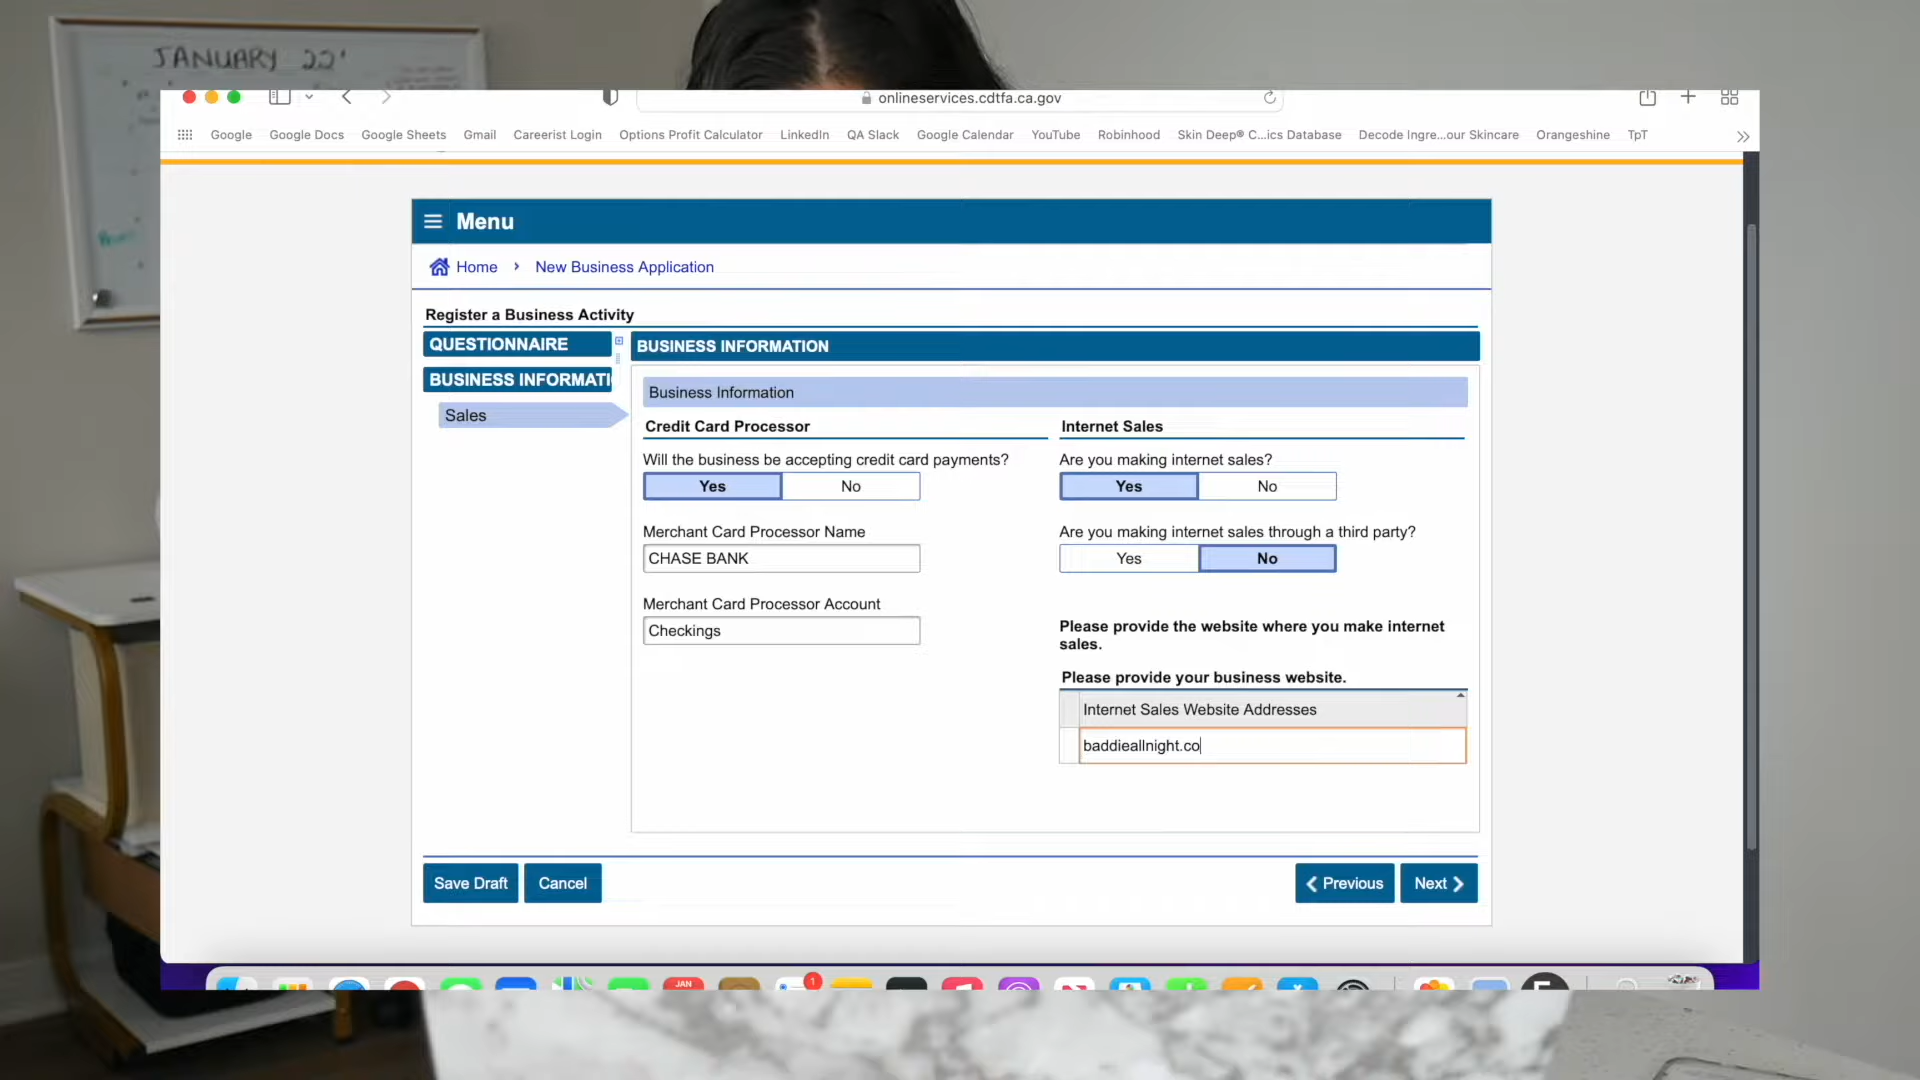 JANUARY 22'
onlineservices.cdtfa.ca.gov
Google Google Docs Google Sheets Gmail Careerist Login Options Profit Calculator LinkedIn QA Slack Google Calendar YouTube Robinhood Skin Deep® C...ics Database Decode Ingre...our Skincare Orangeshine TpT
Menu
Home > New Business Application
Register a Business Activity
QUESTIONNAIRE
BUSINESS INFORMATI
Sales
BUSINESS INFORMATION
Business Information
Credit Card Processor
Will the business be accepting credit card payments?
Yes No
Merchant Card Processor Name
CHASE BANK
Merchant Card Processor Account
Checkings
Internet Sales
Are you making internet sales?
Yes No
Are you making internet sales through a third party?
Yes No
Please provide the website where you make internet
sales.
Please provide your business website.
Internet Sales Website Addresses
baddieallnight.co
Save Draft Cancel Previous Next
JAN 1